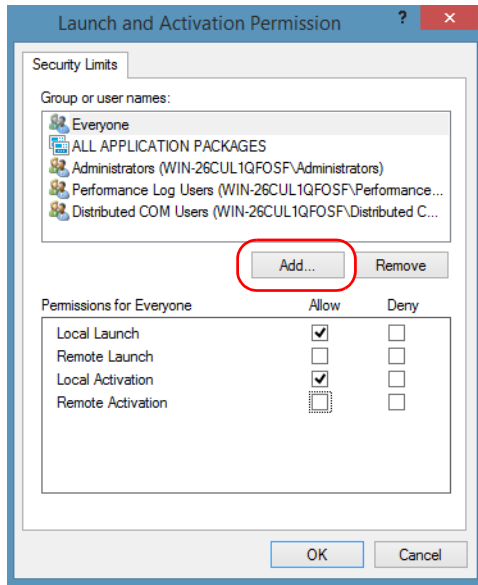 Launch and Activation Permission ?
Security Limits
Group or user names:
Everyone
ALL APPLICATION PACKAGES
Administrators (WIN-26CUL1QFOSF\Administrators)
Performance Log Users (WIN-26CUL1QFOSF\Performance...
Distributed COM Users (WIN-26CUL1QFOSF\Distributed C...
Add... Remove
Permissions for Everyone Allow Deny
Local Launch
Remote Launch
Local Activation
Remote Activation
OK Cancel